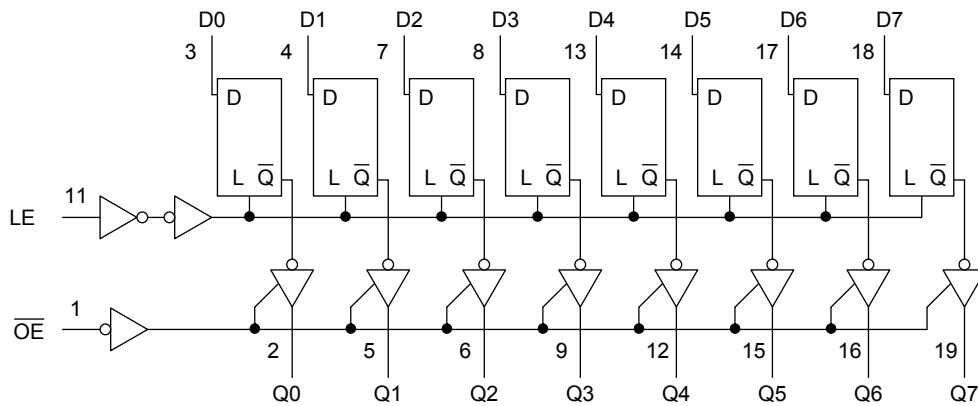 D0 D1 D2 D3 D4 D5 D6 D7
3 4 7 8 13 14 17 18
D D D D D D D D
L Q̅ L Q̅ L Q̅ L Q̅ L Q̅ L Q̅ L Q̅ L Q̅
11
LE
1
O̅E̅
2 5 6 9 12 15 16 19
Q0 Q1 Q2 Q3 Q4 Q5 Q6 Q7